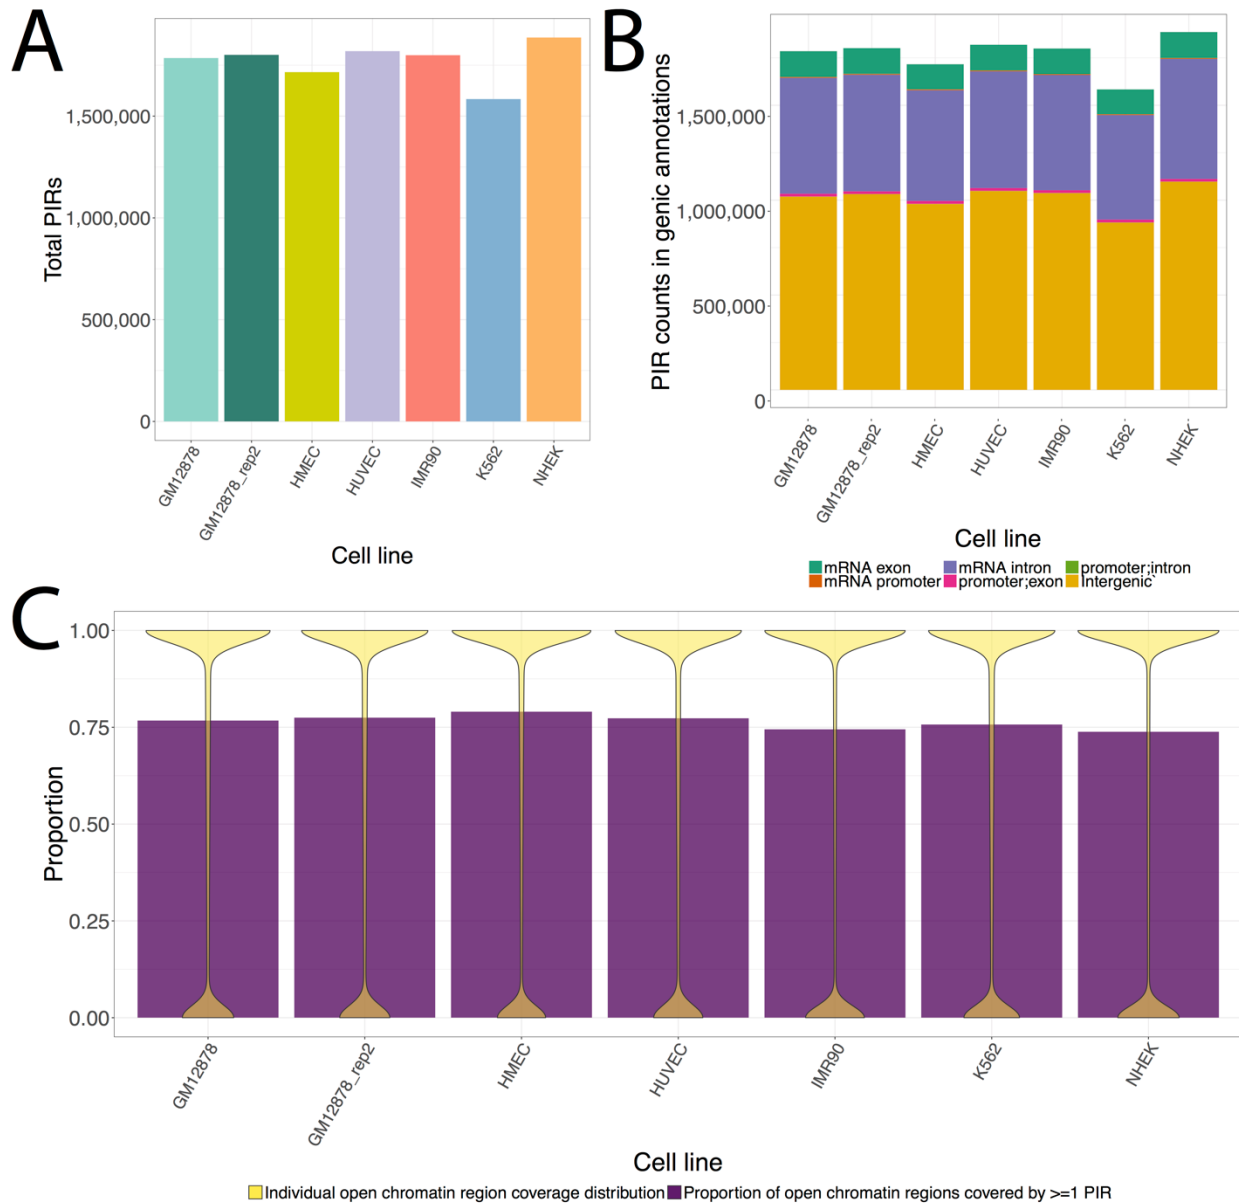 A
B
Total PIRs
1,500,000
1,000,000
500,000
0
GM12878
GM12878_rep2
HMEC
HUVEC
IMR90
K562
NHEK
Cell line
PIR counts in genic annotations
1,500,000
1,000,000
500,000
0
GM12878
GM12878_rep2
HMEC
HUVEC
IMR90
K562
NHEK
Cell line
mRNA exon mRNA intron promoter;intron
mRNA promoter promoter;exon Intergenic`
C
Proportion
1.00
0.75
0.50
0.25
0.00
GM12878
GM12878_rep2
HMEC
HUVEC
IMR90
K562
NHEK
Cell line
Individual open chromatin region coverage distribution Proportion of open chromatin regions covered by >=1 PIR